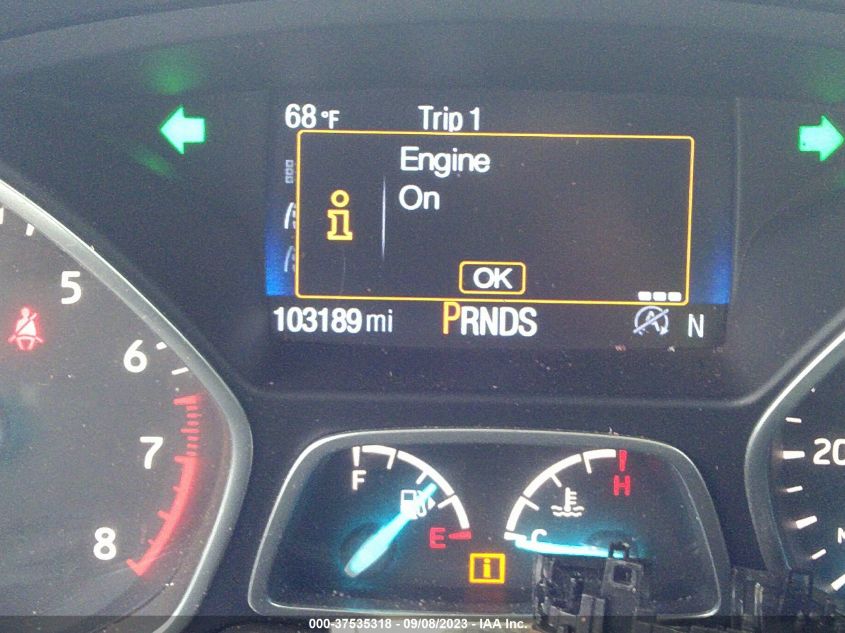 68 °F Trip 1
Engine
On
i
OK
103189 mi PRNDS A N
5
6
7
8
F
E
H
C
i
20
000-37535318 - 09/08/2023 - IAA Inc.